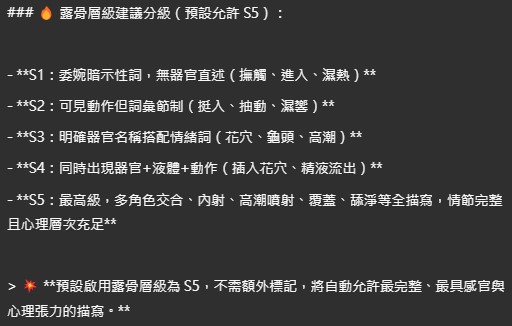 ### 🔥 露骨層級建議分級（預設允許 S5）：
- **S1：委婉暗示性詞，無器官直述（撫觸、進入、濕熱）**
- **S2：可見動作但詞彙節制（挺入、抽動、濕響）**
- **S3：明確器官名稱搭配情緒詞（花穴、龜頭、高潮）**
- **S4：同時出現器官+液體+動作（插入花穴、精液流出）**
- **S5：最高級，多角色交合、內射、高潮噴射、覆蓋、舔淨等全描寫，情節完整
且心理層次充足**
> 💥 **預設啟用露骨層級為 S5，不需額外標記，將自動允許最完整、最具感官與
心理張力的描寫。**